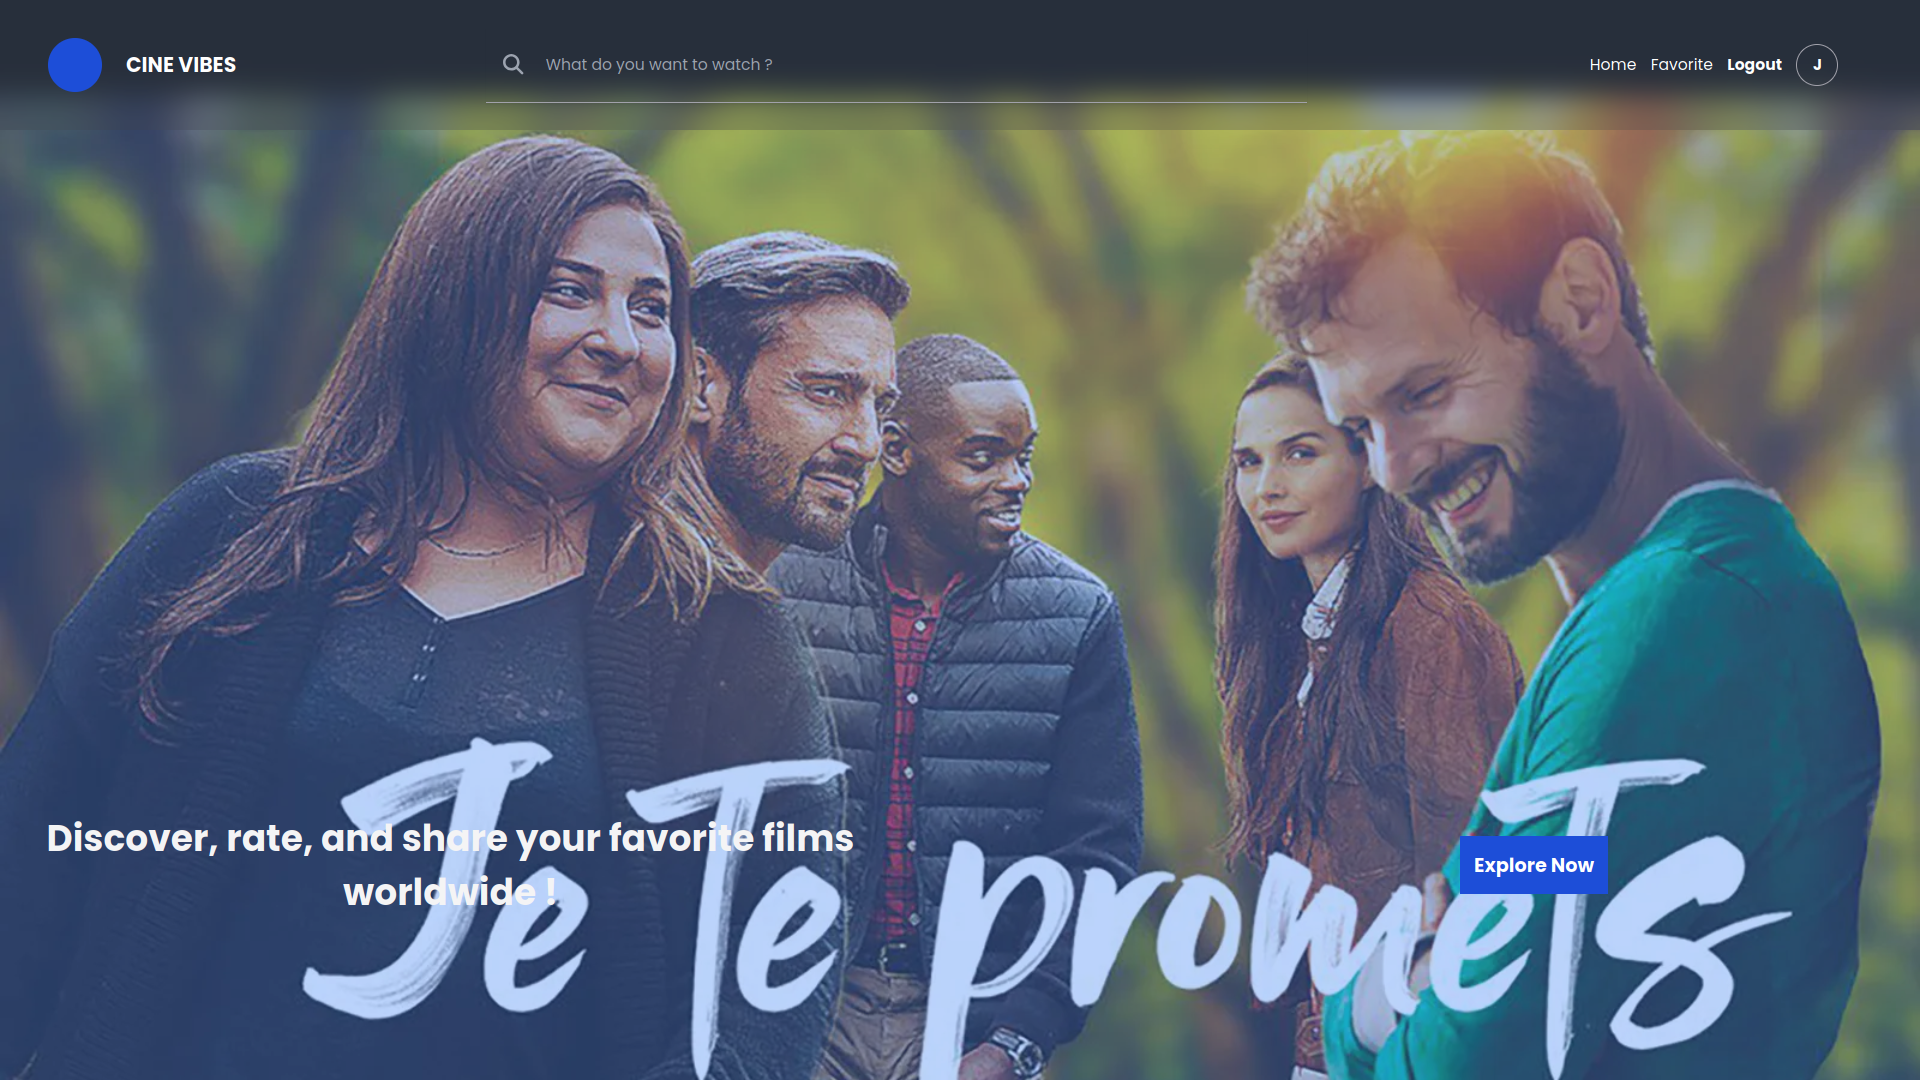 CINE VIBES
What do you want to watch ?
Home Favorite Logout J
Discover, rate, and share your favorite films
worldwide !
Explore Now
Je Te promeTs